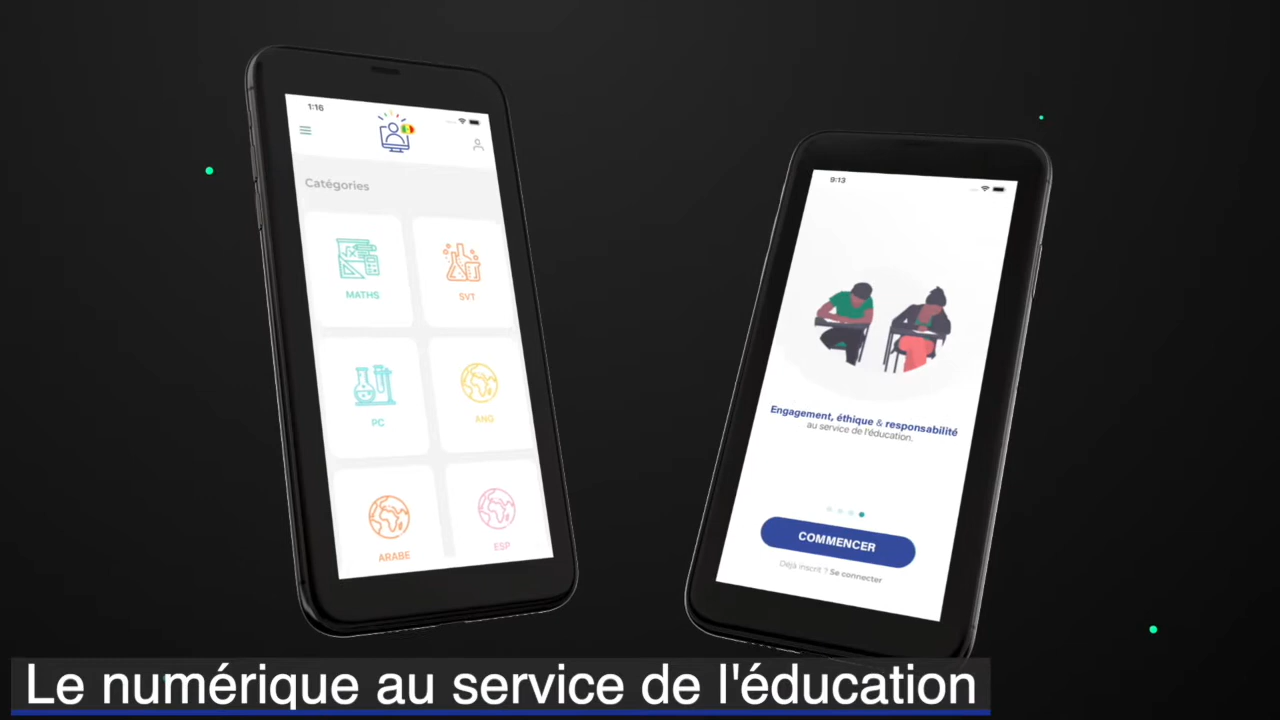 1:16
Catégories
MATHS
SVT
PC
ANG
ARABE
ESP
9:13
Engagement, éthique & responsabilité
au service de l'éducation.
COMMENCER
Déjà inscrit ? Se connecter
Le numérique au service de l'éducation